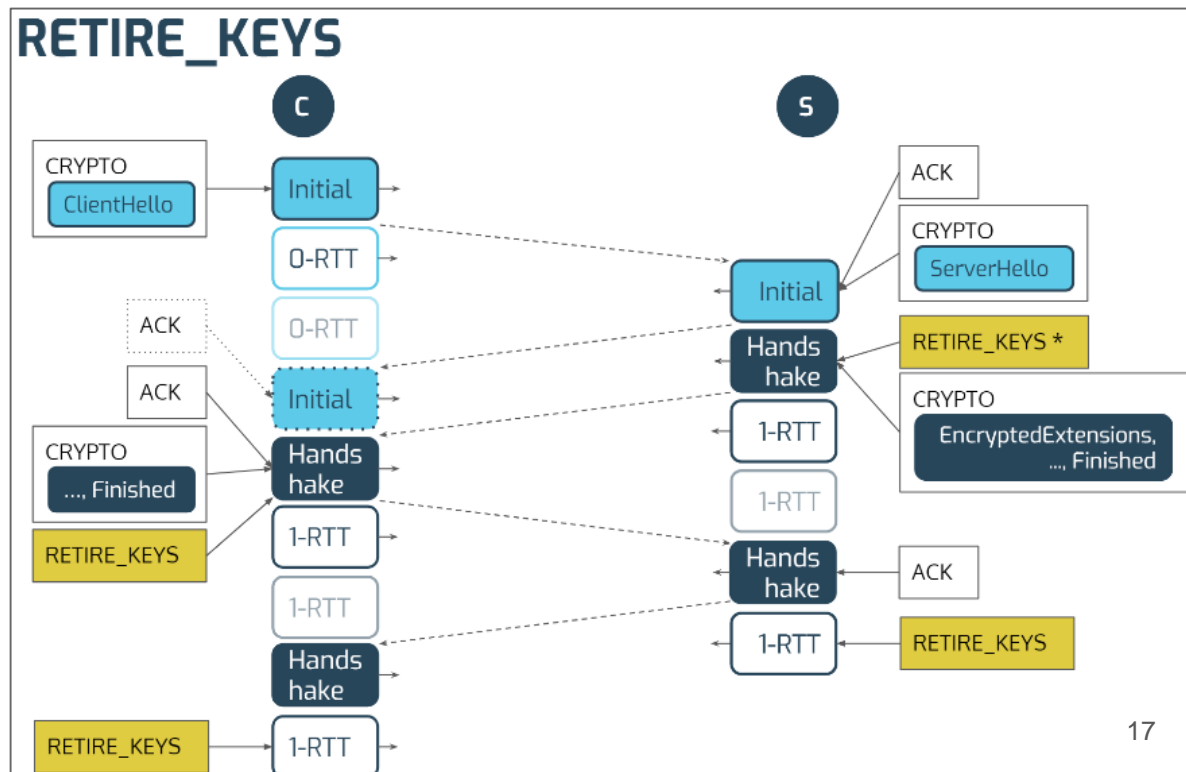 RETIRE_KEYS
C
S
CRYPTO
ClientHello
Initial
0-RTT
0-RTT
ACK
Initial
ACK
CRYPTO
..., Finished
Hands
hake
RETIRE_KEYS
1-RTT
1-RTT
Hands
hake
RETIRE_KEYS
1-RTT
ACK
CRYPTO
ServerHello
Initial
RETIRE_KEYS *
Hands
hake
CRYPTO
EncryptedExtensions,
..., Finished
1-RTT
1-RTT
Hands
hake
ACK
1-RTT
RETIRE_KEYS
17